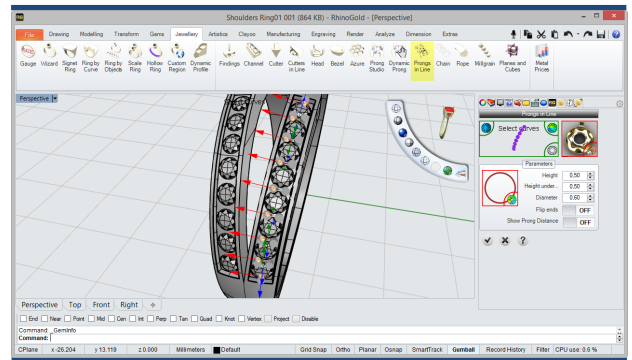 Shoulders Ring01 001 (864 KB) - RhinoGold - [Perspective]
File Drawing Modelling Transform Gems Jewellery Artistics Clayoo Manufacturing Engraving Render Analyze Dimension Extras
Gauge Wizard Signet Ring Ring by Curve Ring by Objects Scale Ring Hollow Ring Custom Region Dynamic Profile Findings Channel Cutter Cutters in Line Head Bezel Azure Prong Studio Dynamic Prong Prongs in Line Chain Rope Millgrain Planes and Cubes Metal Prices
Perspective
Prongs in Line
Select curves
Parameters
Height 0.50
Height under.. 0.50
Diameter 0.60
Flip ends OFF
Show Prong Distance OFF
Perspective Top Front Right
End Near Point Mid Cen Int Perp Tan Quad Knot Vertex Project Disable
Command: _GemInfo
Command:
CPlane x -26.204 y 13.119 z 0.000 Millimeters Default Grid Snap Ortho Planar Osnap SmartTrack Gumball Record History Filter CPU use: 0.6 %